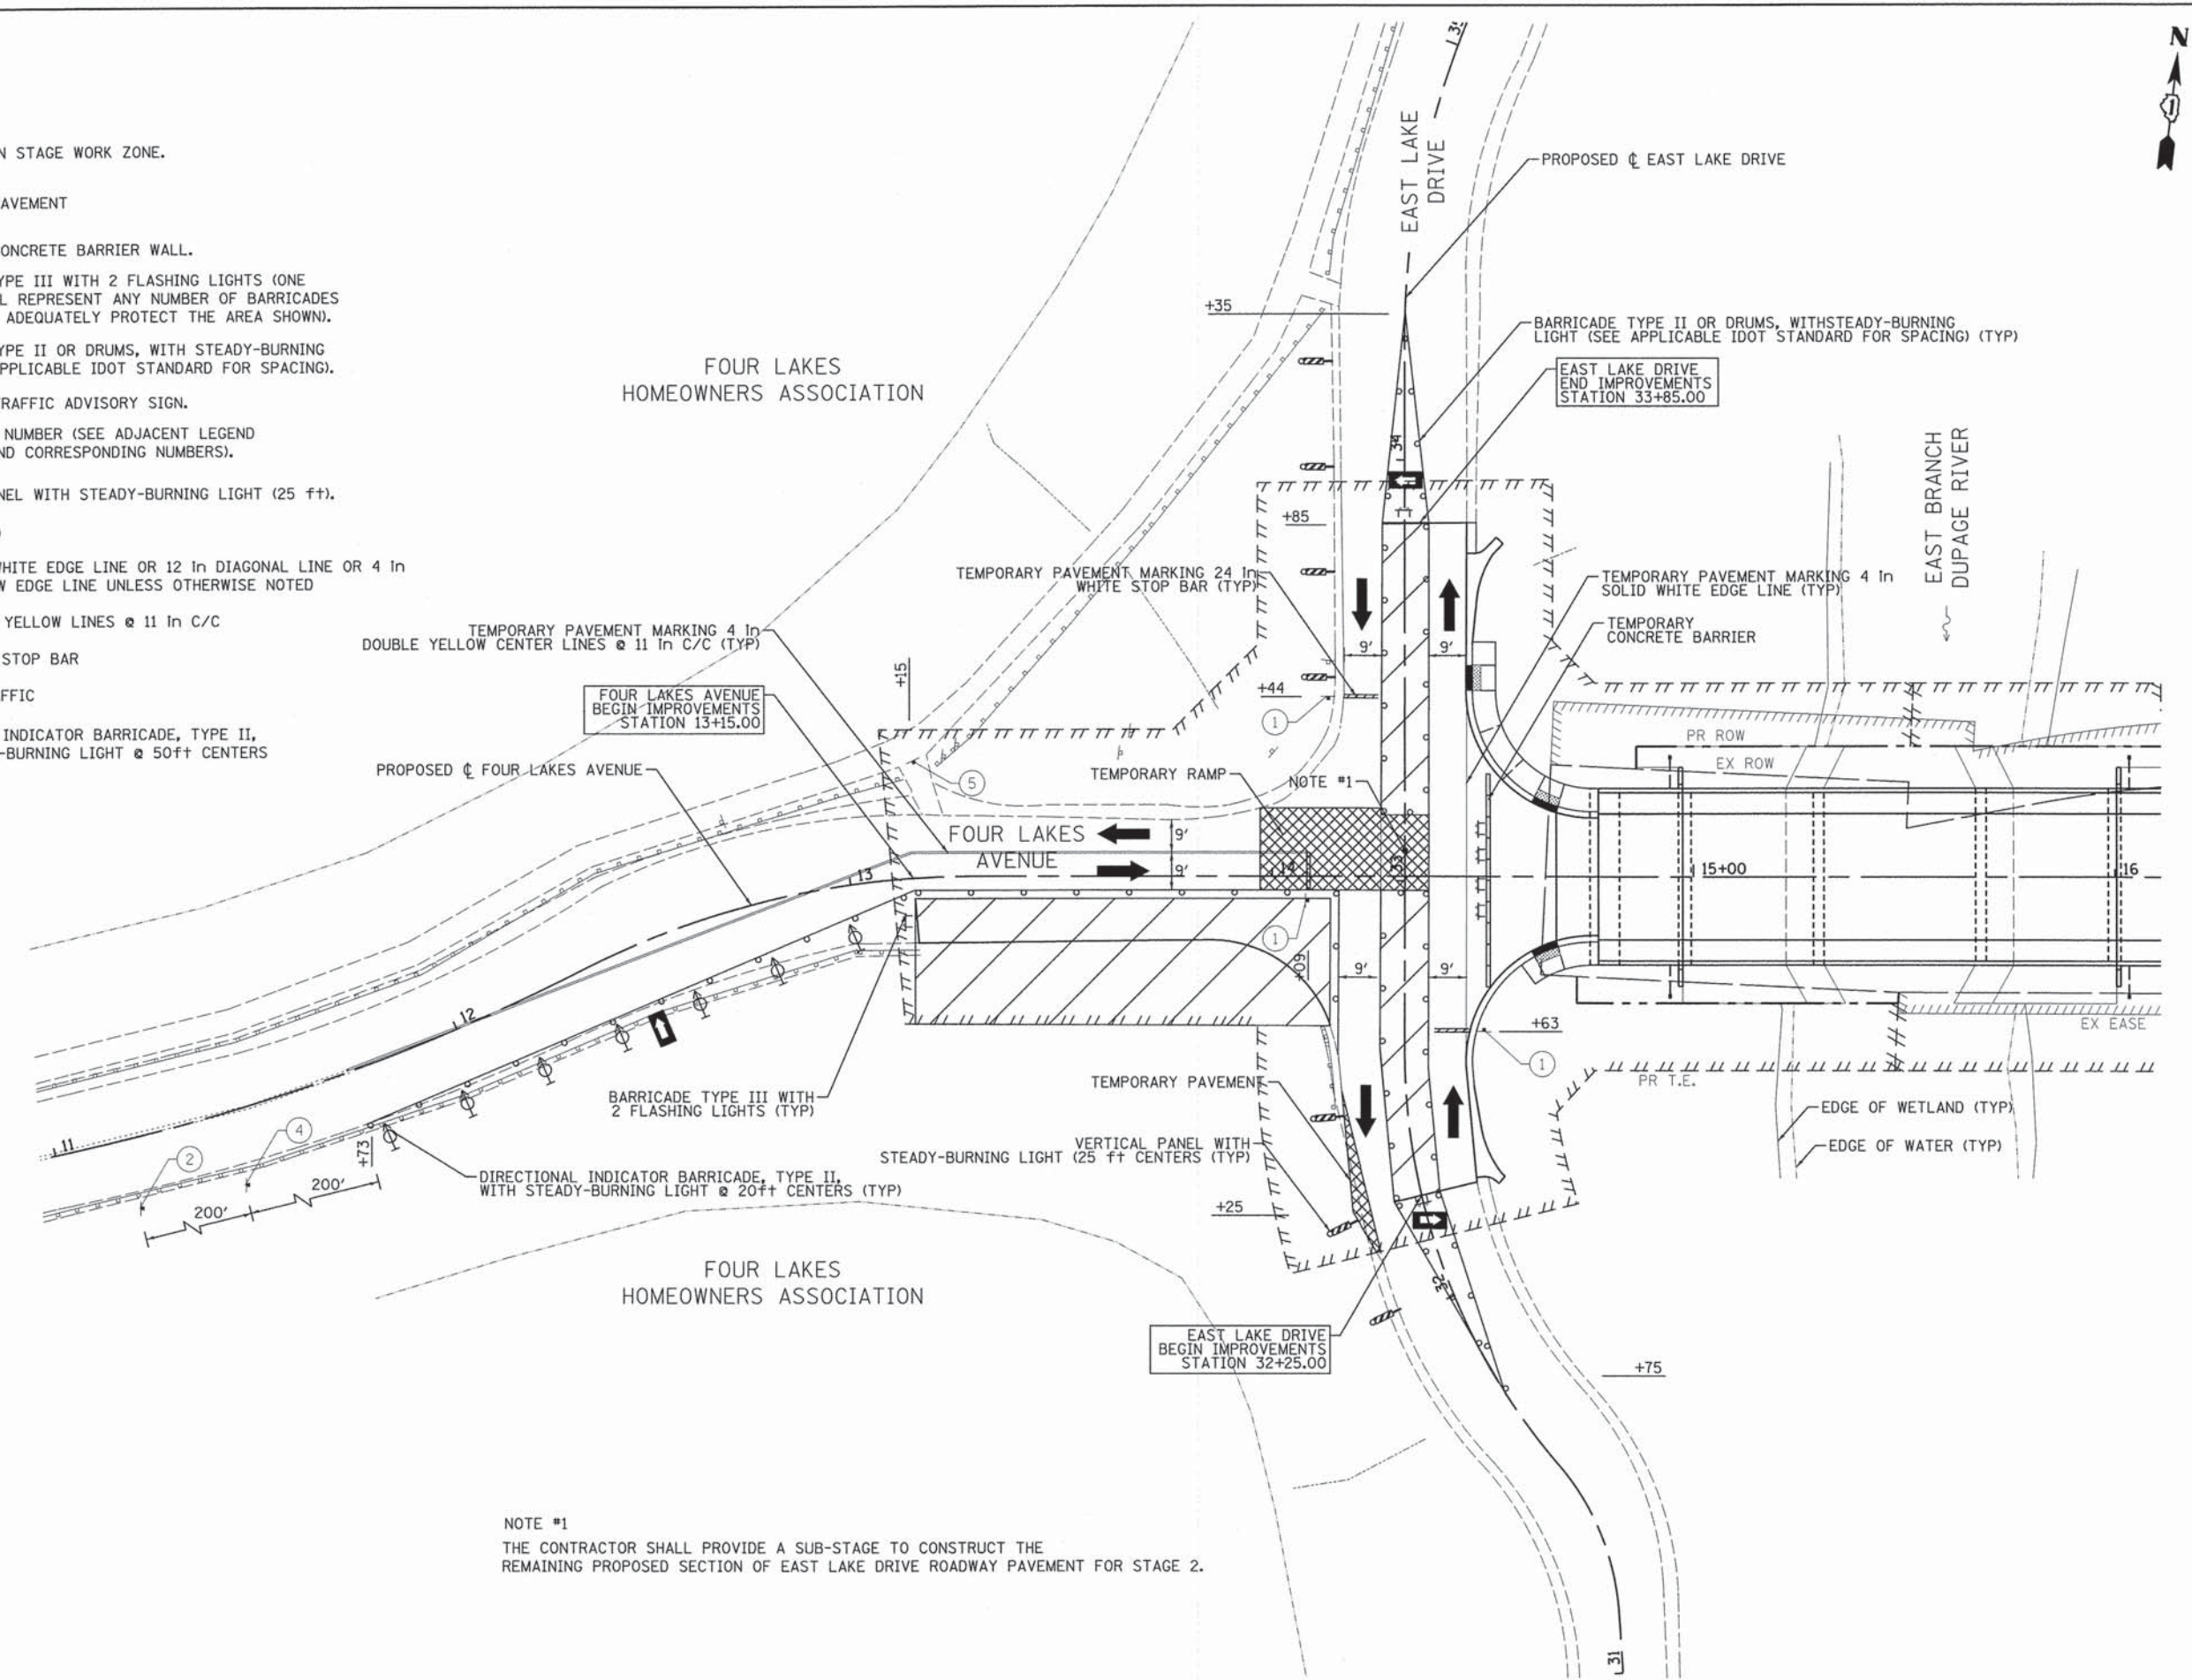 N
N STAGE WORK ZONE.
AVEMENT
ONCRETE BARRIER WALL.
YPE III WITH 2 FLASHING LIGHTS (ONE
L REPRESENT ANY NUMBER OF BARRICADES
ADEQUATELY PROTECT THE AREA SHOWN).
YPE II OR DRUMS, WITH STEADY-BURNING
PPLICABLE IDOT STANDARD FOR SPACING).
RAFFIC ADVISORY SIGN.
NUMBER (SEE ADJACENT LEGEND
ND CORRESPONDING NUMBERS).
NEL WITH STEADY-BURNING LIGHT (25 ft).
)
HITE EDGE LINE OR 12 in DIAGONAL LINE OR 4 in
W EDGE LINE UNLESS OTHERWISE NOTED
YELLOW LINES @ 11 in C/C
STOP BAR
FFIC
INDICATOR BARRICADE, TYPE II,
-BURNING LIGHT @ 50ft CENTERS
EAST LAKE
DRIVE
PROPOSED ℄ EAST LAKE DRIVE
+35
BARRICADE TYPE II OR DRUMS, WITHSTEADY-BURNING
LIGHT (SEE APPLICABLE IDOT STANDARD FOR SPACING) (TYP)
FOUR LAKES
HOMEOWNERS ASSOCIATION
EAST LAKE DRIVE
END IMPROVEMENTS
STATION 33+85.00
34
EAST BRANCH
DUPAGE RIVER
+85
TEMPORARY PAVEMENT MARKING 24 in
WHITE STOP BAR (TYP)
TEMPORARY PAVEMENT MARKING 4 in
SOLID WHITE EDGE LINE (TYP)
TEMPORARY
CONCRETE BARRIER
TEMPORARY PAVEMENT MARKING 4 in
DOUBLE YELLOW CENTER LINES @ 11 in C/C (TYP)
9'
9'
+15
+44
1
FOUR LAKES AVENUE
BEGIN IMPROVEMENTS
STATION 13+15.00
PR ROW
EX ROW
PROPOSED ℄ FOUR LAKES AVENUE
5
TEMPORARY RAMP
NOTE #1
FOUR LAKES
AVENUE
9'
9'
13
14
33
15+00
16
1
+09
9'
9'
12
+63
1
EX EASE
PR T.E.
BARRICADE TYPE III WITH
2 FLASHING LIGHTS (TYP)
TEMPORARY PAVEMENT
EDGE OF WETLAND (TYP)
EDGE OF WATER (TYP)
11
2
4
+73
VERTICAL PANEL WITH
STEADY-BURNING LIGHT (25 ft CENTERS (TYP)
DIRECTIONAL INDICATOR BARRICADE, TYPE II,
WITH STEADY-BURNING LIGHT @ 20ft CENTERS (TYP)
200'
200'
+25
FOUR LAKES
HOMEOWNERS ASSOCIATION
32
EAST LAKE DRIVE
BEGIN IMPROVEMENTS
STATION 32+25.00
+75
NOTE #1
THE CONTRACTOR SHALL PROVIDE A SUB-STAGE TO CONSTRUCT THE
REMAINING PROPOSED SECTION OF EAST LAKE DRIVE ROADWAY PAVEMENT FOR STAGE 2.
31